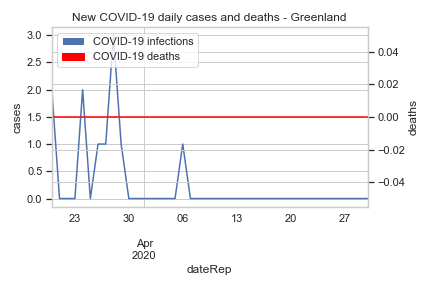 New COVID-19 daily cases and deaths - Greenland
COVID-19 infections
COVID-19 deaths
cases
3.0
2.5
2.0
1.5
1.0
0.5
0.0
deaths
0.04
0.02
0.00
−0.02
−0.04
23 30 06 13 20 27
Apr
2020
dateRep